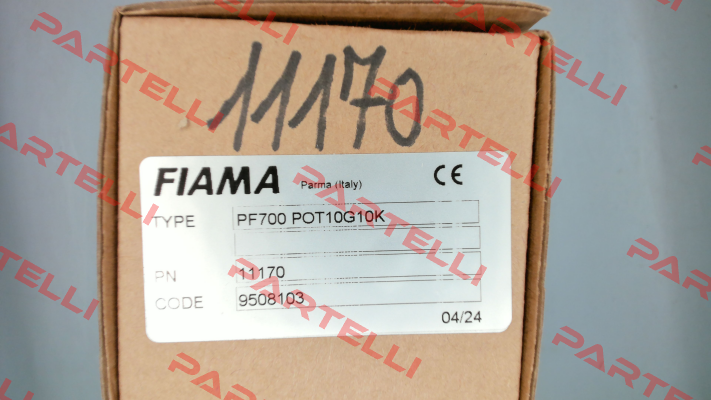 11170
FIAMA Parma (Italy) CE
TYPE PF700 POT10G10K
PN 11170
CODE 9508103
04/24
PARTELLI
PARTELLI
PARTELLI
PARTELLI
PARTELLI
PARTELLI
PARTELLI